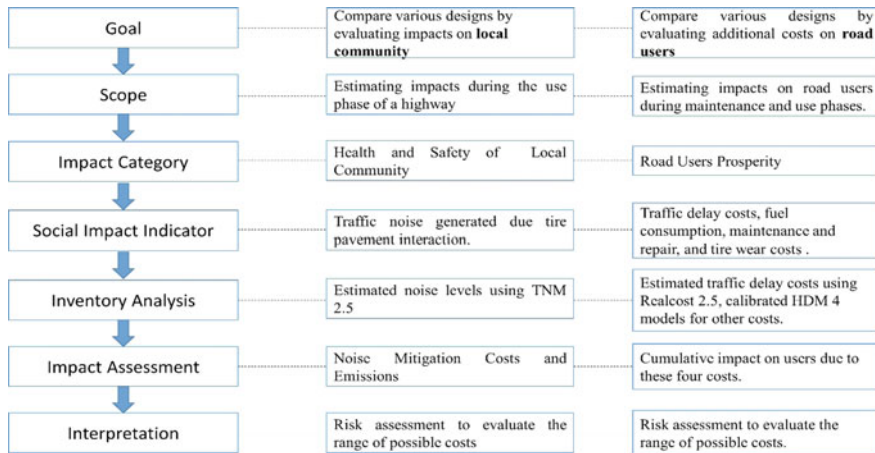 Goal
Compare various designs by
evaluating impacts on local
community
Compare various designs by
evaluating additional costs on road
users
Scope
Estimating impacts during the use
phase of a highway
Estimating impacts on road users
during maintenance and use phases.
Impact Category
Health and Safety of Local
Community
Road Users Prosperity
Social Impact Indicator
Traffic noise generated due tire
pavement interaction.
Traffic delay costs, fuel
consumption, maintenance and
repair, and tire wear costs .
Inventory Analysis
Estimated noise levels using TNM
2.5
Estimated traffic delay costs using
Realcost 2.5, calibrated HDM 4
models for other costs.
Impact Assessment
Noise Mitigation Costs and
Emissions
Cumulative impact on users due to
these four costs.
Interpretation
Risk assessment to evaluate the
range of possible costs
Risk assessment to evaluate the
range of possible costs.